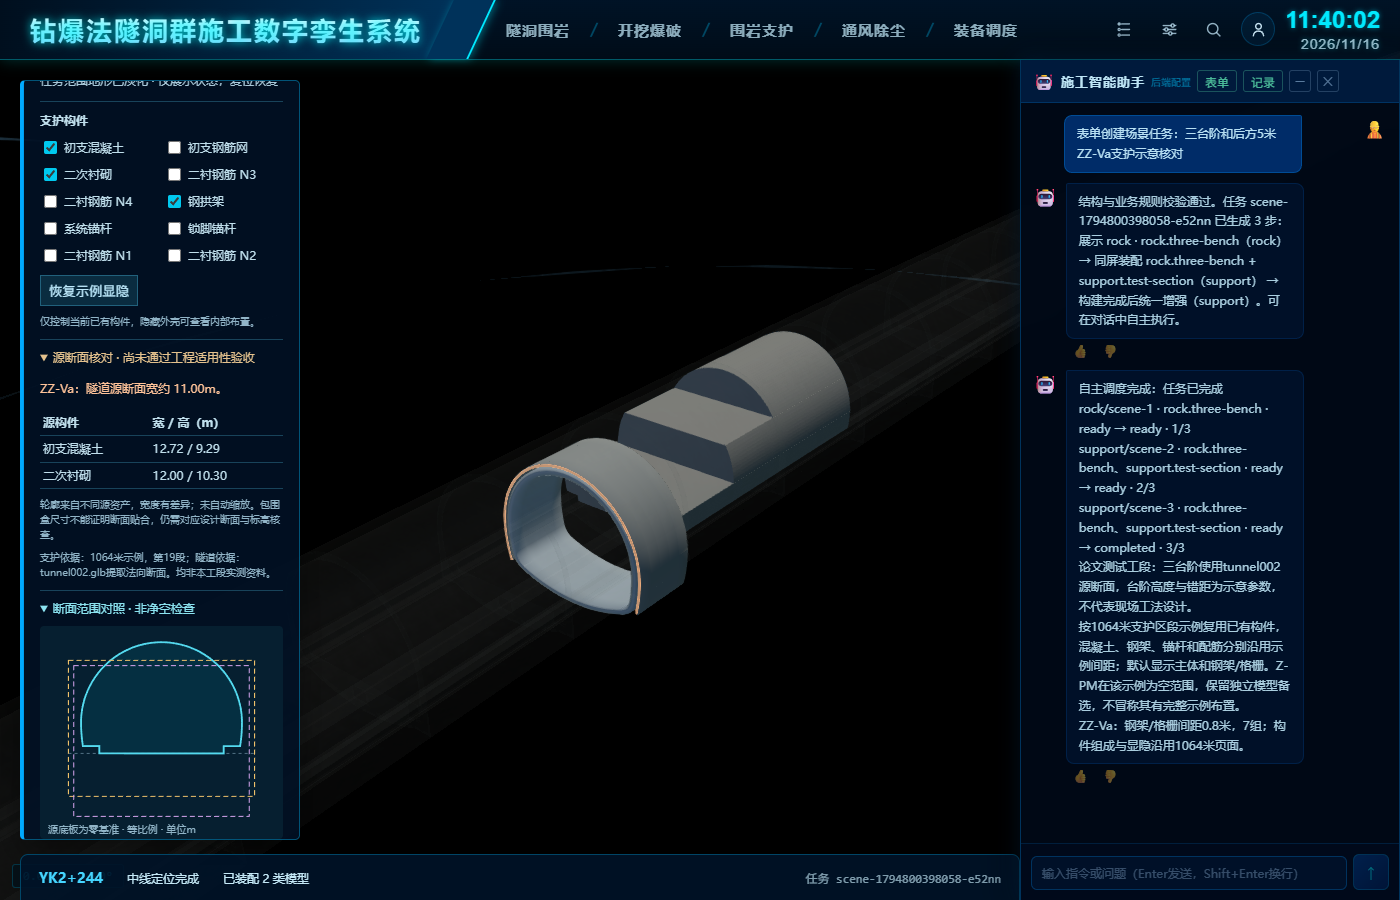 钻爆法隧洞群施工数字孪生系统
隧洞围岩 / 开挖爆破 / 围岩支护 / 通风除尘 / 装备调度
11:40:02
2026/11/16
任务范围地形已淡化 · 仅展示状态，复位恢复
支护构件
初支混凝土 初支钢筋网
二次衬砌 二衬钢筋 N3
二衬钢筋 N4 钢拱架
系统锚杆 锁脚锚杆
二衬钢筋 N1 二衬钢筋 N2
恢复示例显隐
仅控制当前已有构件，隐藏外壳可查看内部布置。
▼ 源断面核对 · 尚未通过工程适用性验收
ZZ-Va：隧道源断面宽约 11.00m。
源构件 宽 / 高（m）
初支混凝土 12.72 / 9.29
二次衬砌 12.00 / 10.30
轮廓来自不同源资产，宽度有差异；未自动缩放。包围
盒尺寸不能证明断面贴合，仍需对应设计断面与标高核
查。
支护依据：1064米示例，第19段；隧道依据：
tunnel002.glb提取法向断面。均非本工段实测资料。
▼ 断面范围对照 · 非净空检查
源底板为零基准 · 等比例 · 单位m
YK2+244 中线定位完成 已装配 2 类模型
任务 scene-1794800398058-e52nn
施工智能助手 后端配置 表单 记录
表单创建场景任务：三台阶和后方5米
ZZ-Va支护示意核对
结构与业务规则校验通过。任务 scene-
1794800398058-e52nn 已生成 3 步：
展示 rock · rock.three-bench（rock）
→ 同屏装配 rock.three-bench +
support.test-section（support） →
构建完成后统一增强（support）。可
在对话中自主执行。
自主调度完成：任务已完成
rock/scene-1 · rock.three-bench ·
ready → ready · 1/3
support/scene-2 · rock.three-
bench、support.test-section · ready
→ ready · 2/3
support/scene-3 · rock.three-
bench、support.test-section · ready
→ completed · 3/3
论文测试工段：三台阶使用tunnel002
源断面，台阶高度与错距为示意参数，
不代表现场工法设计。
按1064米支护区段示例复用已有构件，
混凝土、钢架、锚杆和配筋分别沿用示
例间距；默认显示主体和钢架/格栅。Z-
PM在该示例为空范围，保留独立模型备
选，不冒称其有完整示例布置。
ZZ-Va：钢架/格栅间距0.8米，7组；构
件组成与显隐沿用1064米页面。
输入指令或问题（Enter发送，Shift+Enter换行）